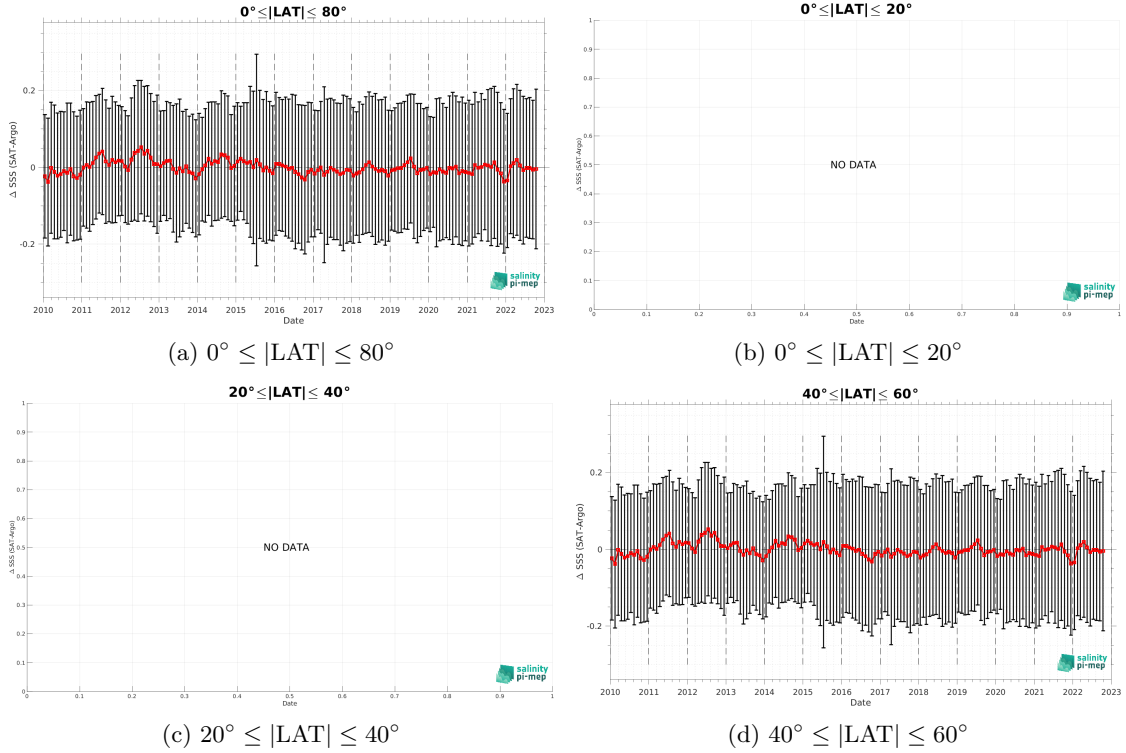 0°≤|LAT|≤ 80°
Δ SSS (SAT-Argo)
0.2
0
-0.2
2010 2011 2012 2013 2014 2015 2016 2017 2018 2019 2020 2021 2022 2023
Date
salinity
pi-mep
(a) 0° ≤ |LAT| ≤ 80°
0°≤|LAT|≤ 20°
Δ SSS (SAT-Argo)
1
0.9
0.8
0.7
0.6
0.5
0.4
0.3
0.2
0.1
0
NO DATA
0 0.1 0.2 0.3 0.4 0.5 0.6 0.7 0.8 0.9 1
Date
salinity
pi-mep
(b) 0° ≤ |LAT| ≤ 20°
20°≤|LAT|≤ 40°
Δ SSS (SAT-Argo)
1
0.9
0.8
0.7
0.6
0.5
0.4
0.3
0.2
0.1
0
NO DATA
0 0.1 0.2 0.3 0.4 0.5 0.6 0.7 0.8 0.9 1
Date
salinity
pi-mep
(c) 20° ≤ |LAT| ≤ 40°
40°≤|LAT|≤ 60°
Δ SSS (SAT-Argo)
0.2
0
-0.2
2010 2011 2012 2013 2014 2015 2016 2017 2018 2019 2020 2021 2022 2023
Date
salinity
pi-mep
(d) 40° ≤ |LAT| ≤ 60°